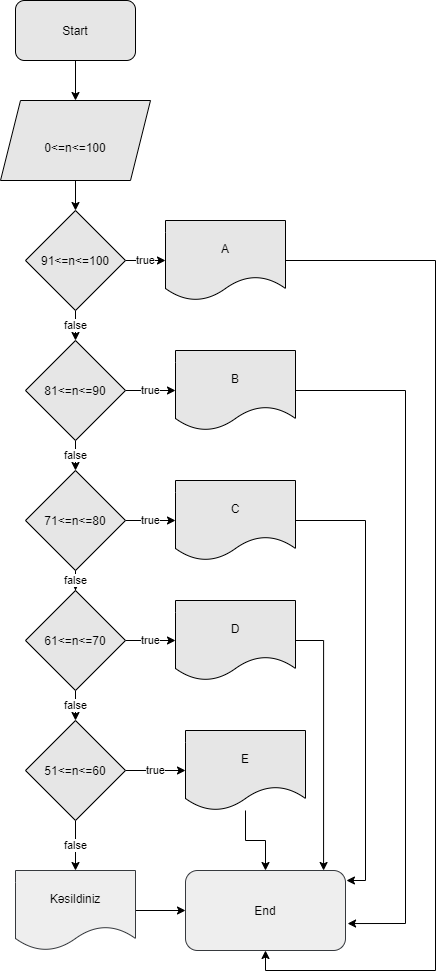 Start
0<=n<=100
91<=n<=100
true
A
false
81<=n<=90
true
B
false
71<=n<=80
true
C
false
61<=n<=70
true
D
false
51<=n<=60
true
E
false
Kəsildiniz
End